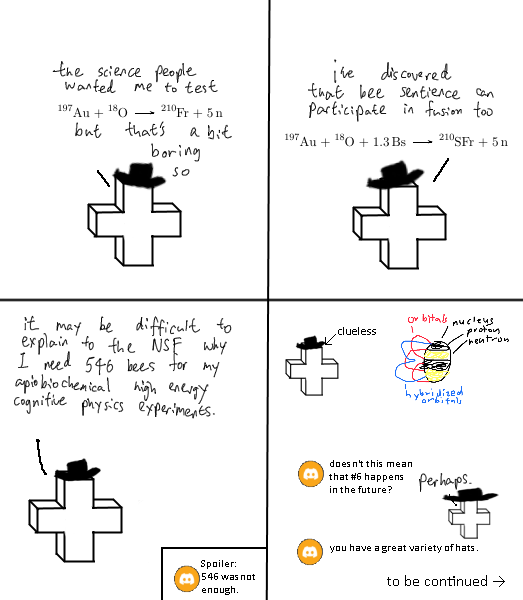 the science people
wanted me to test
¹⁹⁷Au + ¹⁸O → ²¹⁰Fr + 5 n
but that's a bit
boring
so
i've discovered
that bee sentience can
participate in fusion too
¹⁹⁷Au + ¹⁸O + 1.3 Bs → ²¹⁰SFr + 5 n
it may be difficult to
explain to the NSF why
I need 546 bees for my
apiobiochemical high energy
cognitive physics experiments.
Spoiler:
546 was not
enough.
clueless
orbitals
nucleus
proton
neutron
hybridized
orbitals
doesn't this mean
that #6 happens
in the future?
perhaps.
you have a great variety of hats.
to be continued →